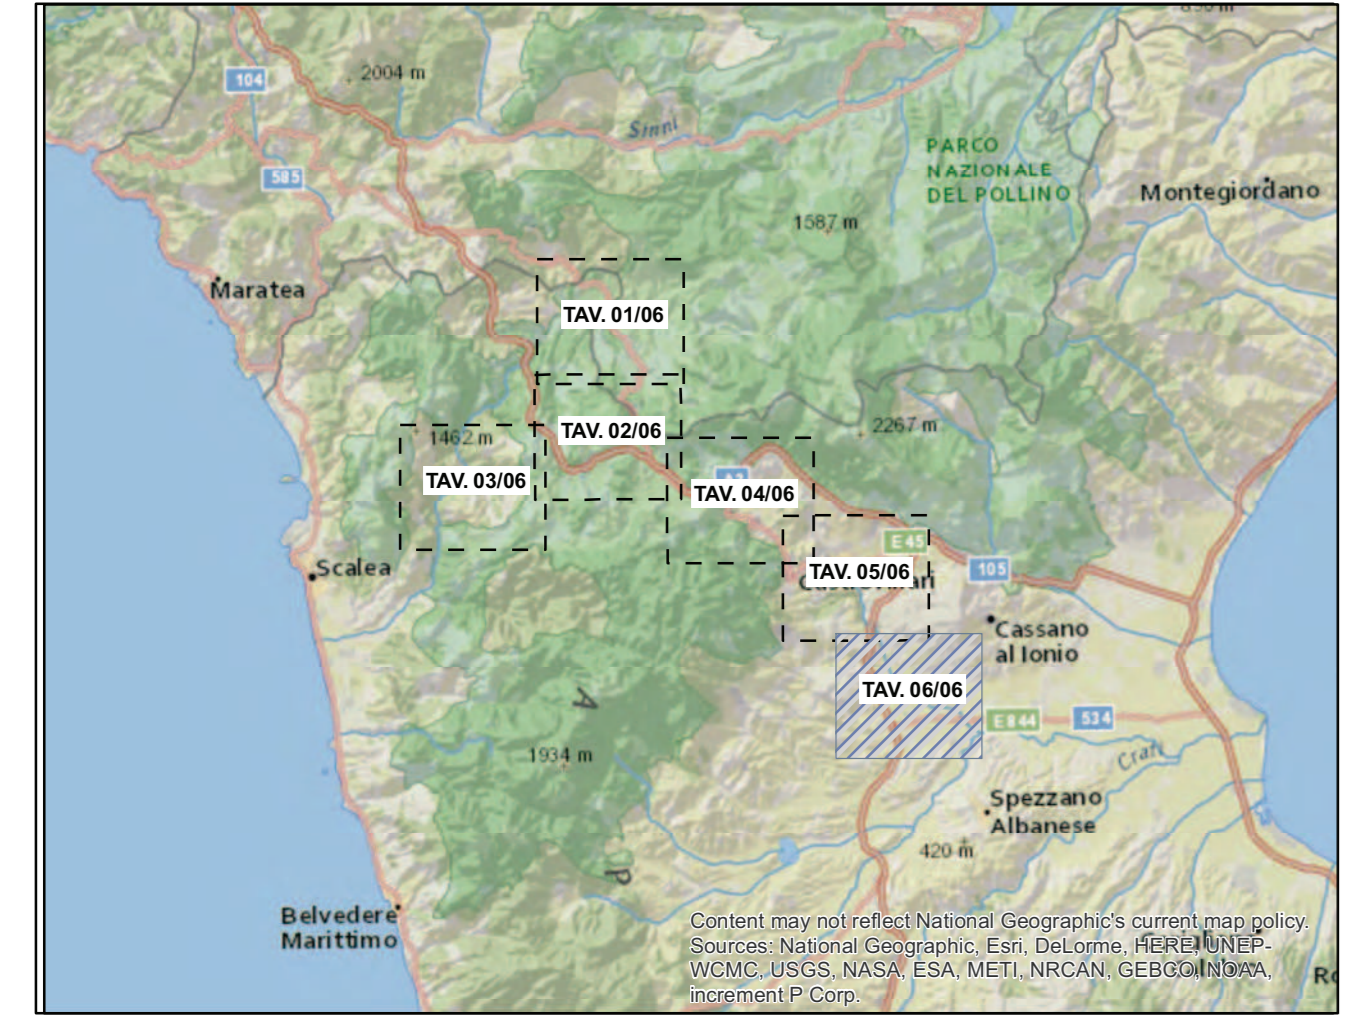 104
2004 m
Sinni
PARCO
NAZIONALE
DEL POLLINO
585
Montegiordano
1587 m
Maratea
TAV. 01/06
TAV. 02/06
2267 m
1462 m
TAV. 03/06
TAV. 04/06
E 45
Scalea
TAV. 05/06
105
Cassano
al Ionio
TAV. 06/06
A
E 844
534
Crati
1934 m
Spezzano
Albanese
420 m
P
Belvedere
Marittimo
Content may not reflect National Geographic's current map policy.
Sources: National Geographic, Esri, DeLorme, HERE, UNEP-
WCMC, USGS, NASA, ESA, METI, NRCAN, GEBCO, NOAA,
increment P Corp.